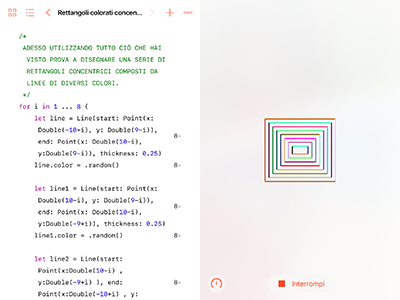 Rettangoli colorati concen...
/*
ADESSO UTILIZZANDO TUTTO CIÓ CHE HAI
VISTO PROVA A DISEGNARE UNA SERIE DI
RETTANGOLI CONCENTRICI COMPOSTI DA
LINEE DI DIVERSI COLORI.
*/
for i in 1 ... 8 {
let line = Line(start: Point(x:
Double(-10+i), y: Double(9-i)),
end: Point(x: Double(10-i),
y:Double(9-i)), thickness: 0.25)
line.color = .random()
let line1 = Line(start: Point(x:
Double(10-i), y: Double(9-i)),
end: Point(x: Double(10-i),
y:Double(-9+i)), thickness: 0.25)
line1.color = .random()
let line2 = Line(start:
Point(x:Double(10-i) ,
y:Double(-9+i) ), end:
Point(x:Double(-10+i) , y:
8×
8×
8×
8×
Interrompi